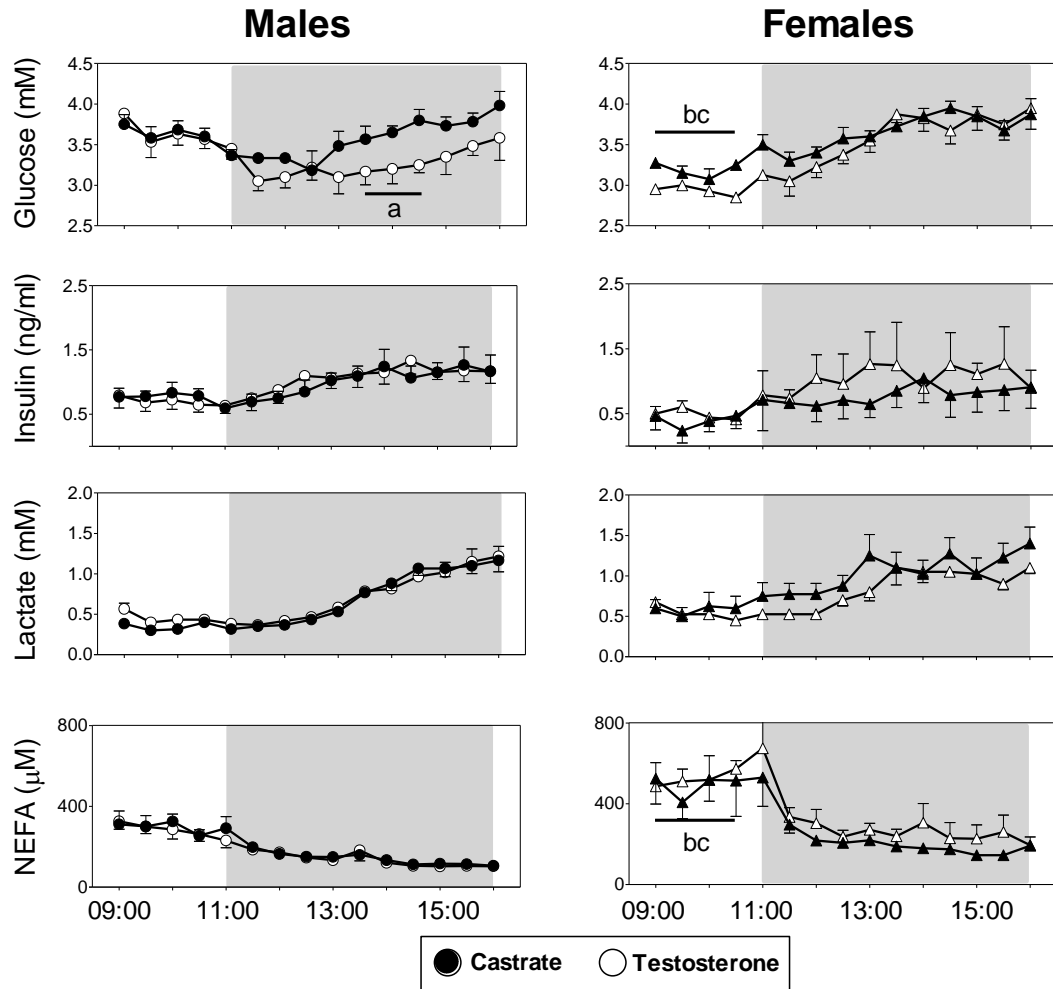 Males
Females
Glucose (mM)
4.5
4.0
3.5
3.0
2.5
a
4.5
4.0
3.5
3.0
2.5
bc
Insulin (ng/ml)
2.5
1.5
0.5
2.5
1.5
0.5
Lactate (mM)
2.0
1.5
1.0
0.5
0.0
2.0
1.5
1.0
0.5
0.0
NEFA (μM)
800
400
0
09:00 11:00 13:00 15:00
800
400
0
bc
09:00 11:00 13:00 15:00
Castrate Testosterone